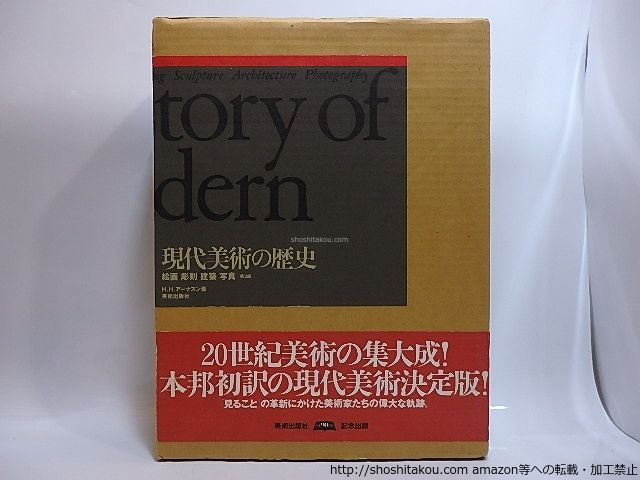 ng Sculpture Architecture Photography
tory of
dern
shoshitakou.com
現代美術の歴史
絵画 彫刻 建築 写真
H.H.アーナスン著
美術出版社
20世紀美術の集大成!
本邦初訳の現代美術決定版!
"見ること"の革新にかけた美術家たちの偉大な軌跡。
美術出版社 記念出版
http://shoshitakou.com amazon等への転載・加工禁止